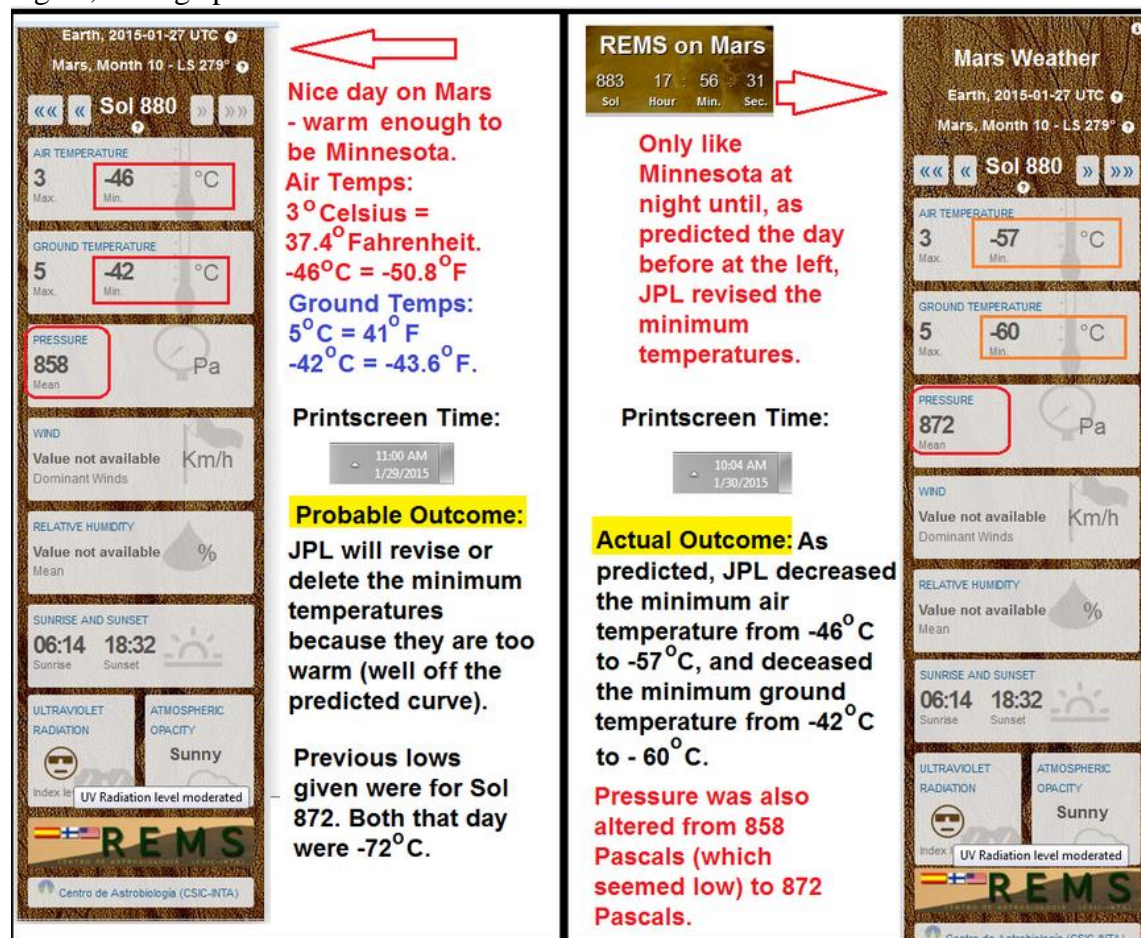 Earth, 2015-01-27 UTC
Mars, Month 10 - LS 279°
«« « Sol 880 » »»
AIR TEMPERATURE
3 -46 °C
Max. Min.
GROUND TEMPERATURE
5 -42 °C
Max. Min.
PRESSURE
858 Pa
Mean
WIND
Value not available Km/h
Dominant Winds
RELATIVE HUMIDITY
Value not available %
Mean
SUNRISE AND SUNSET
06:14 18:32
Sunrise Sunset
ULTRAVIOLET RADIATION
ATMOSPHERIC OPACITY
Sunny
UV Radiation level moderated
REMS
CENTRO DE ASTROBIOLOGIA (CSIC-INTA)
Centro de Astrobiología (CSIC-INTA)
Nice day on Mars
- warm enough to
be Minnesota.
Air Temps:
3°Celsius =
37.4°Fahrenheit.
-46°C = -50.8°F
Ground Temps:
5°C = 41°F
-42°C = -43.6°F.
Printscreen Time:
11:00 AM
1/29/2015
Probable Outcome:
JPL will revise or
delete the minimum
temperatures
because they are too
warm (well off the
predicted curve).
Previous lows
given were for Sol
872. Both that day
were -72°C.
REMS on Mars
883 17 : 56 : 31
Sol Hour Min. Sec.
Only like
Minnesota at
night until, as
predicted the day
before at the left,
JPL revised the
minimum
temperatures.
Printscreen Time:
10:04 AM
1/30/2015
Actual Outcome: As
predicted, JPL decreased
the minimum air
temperature from -46°C
to -57°C, and deceased
the minimum ground
temperature from -42°C
to - 60°C.
Pressure was also
altered from 858
Pascals (which
seemed low) to 872
Pascals.
Mars Weather
Earth, 2015-01-27 UTC
Mars, Month 10 - LS 279°
«« « Sol 880 » »»
AIR TEMPERATURE
3 -57 °C
Max. Min.
GROUND TEMPERATURE
5 -60 °C
Max. Min.
PRESSURE
872 Pa
Mean
WIND
Value not available Km/h
Dominant Winds
RELATIVE HUMIDITY
Value not available %
Mean
SUNRISE AND SUNSET
06:14 18:32
Sunrise Sunset
ULTRAVIOLET RADIATION
ATMOSPHERIC OPACITY
Sunny
Index
UV Radiation level moderated
REMS
Centro de Astrobiología (CSIC-INTA)